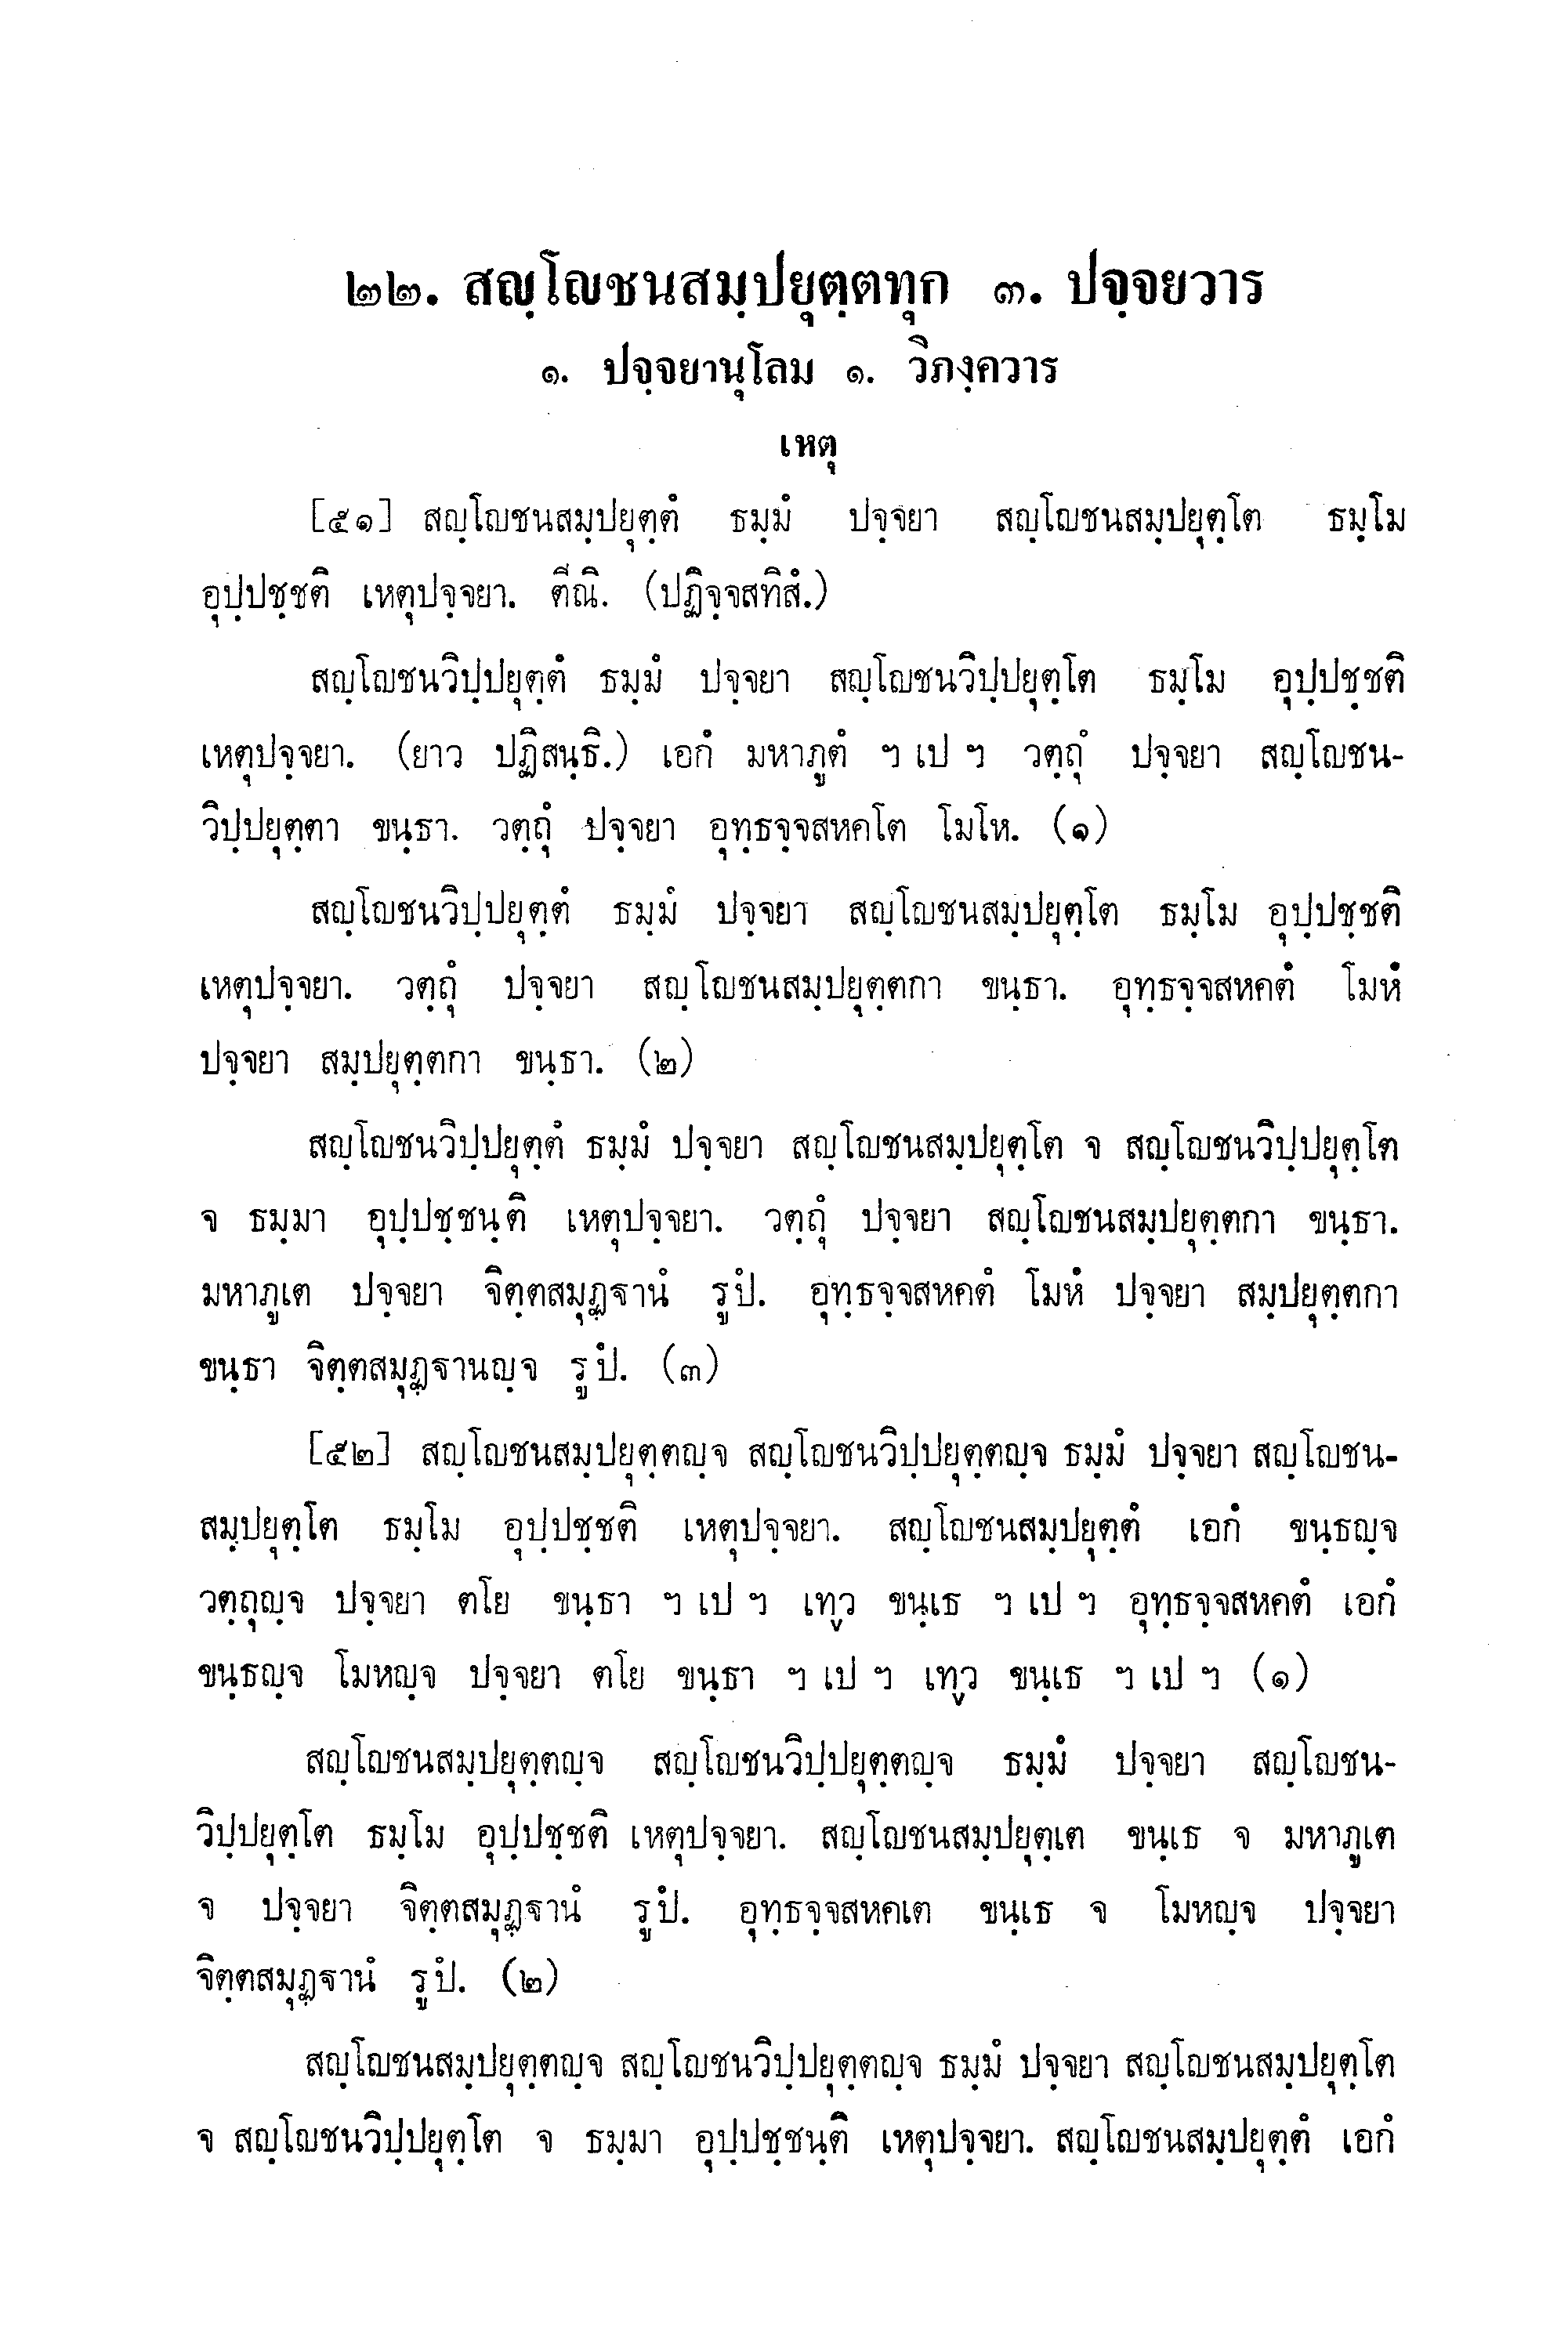 ๒๒. สญฺโญชนสมฺปยุตฺตทุก ๓. ปจฺจยวาร
๑. ปจฺจยานุโลม ๑. วิภงฺควาร
เหตุ
[๕๑] สญฺโญชนสมฺปยุตฺตํ ธมฺมํ ปจฺจยา สญฺโญชนสมฺปยุตฺโต ธมฺโม
อุปฺปชฺชติ เหตุปจฺจยา. ตีณิ. (ปฏิจฺจสทิสํ.)
สญฺโญชนวิปฺปยุตฺตํ ธมฺมํ ปจฺจยา สญฺโญชนวิปฺปยุตฺโต ธมฺโม อุปฺปชฺชติ
เหตุปจฺจยา. (ยาว ปฏิสนฺธิ.) เอกํ มหาภูตํ ฯ เป ฯ วตฺถุํ ปจฺจยา สญฺโญชน-
วิปฺปยุตฺตา ขนฺธา. วตฺถุํ ปจฺจยา อุทฺธจฺจสหคโต โมโห. (๑)
สญฺโญชนวิปฺปยุตฺตํ ธมฺมํ ปจฺจยา สญฺโญชนสมฺปยุตฺโต ธมฺโม อุปฺปชฺชติ
เหตุปจฺจยา. วตฺถุํ ปจฺจยา สญฺโญชนสมฺปยุตฺตกา ขนฺธา. อุทฺธจฺจสหคตํ โมหํ
ปจฺจยา สมฺปยุตฺตกา ขนฺธา. (๒)
สญฺโญชนวิปฺปยุตฺตํ ธมฺมํ ปจฺจยา สญฺโญชนสมฺปยุตฺโต จ สญฺโญชนวิปฺปยุตฺโต
จ ธมฺมา อุปฺปชฺชนฺติ เหตุปจฺจยา. วตฺถุํ ปจฺจยา สญฺโญชนสมฺปยุตฺตกา ขนฺธา.
มหาภูเต ปจฺจยา จิตฺตสมุฏฺฐานํ รูปํ. อุทฺธจฺจสหคตํ โมหํ ปจฺจยา สมฺปยุตฺตกา
ขนฺธา จิตฺตสมุฏฺฐานญฺจ รูปํ. (๓)
[๕๒] สญฺโญชนสมฺปยุตฺตญฺจ สญฺโญชนวิปฺปยุตฺตญฺจ ธมฺมํ ปจฺจยา สญฺโญชน-
สมฺปยุตฺโต ธมฺโม อุปฺปชฺชติ เหตุปจฺจยา. สญฺโญชนสมฺปยุตฺตํ เอกํ ขนฺธญฺจ
วตฺถุญฺจ ปจฺจยา ตโย ขนฺธา ฯ เป ฯ เทฺว ขนฺเธ ฯ เป ฯ อุทฺธจฺจสหคตํ เอกํ
ขนฺธญฺจ โมหญฺจ ปจฺจยา ตโย ขนฺธา ฯ เป ฯ เทฺว ขนฺเธ ฯ เป ฯ (๑)
สญฺโญชนสมฺปยุตฺตญฺจ สญฺโญชนวิปฺปยุตฺตญฺจ ธมฺมํ ปจฺจยา สญฺโญชน-
วิปฺปยุตฺโต ธมฺโม อุปฺปชฺชติ เหตุปจฺจยา. สญฺโญชนสมฺปยุตฺเต ขนฺเธ จ มหาภูเต
จ ปจฺจยา จิตฺตสมุฏฺฐานํ รูปํ. อุทฺธจฺจสหคเต ขนฺเธ จ โมหญฺจ ปจฺจยา
จิตฺตสมุฏฺฐานํ รูปํ. (๒)
สญฺโญชนสมฺปยุตฺตญฺจ สญฺโญชนวิปฺปยุตฺตญฺจ ธมฺมํ ปจฺจยา สญฺโญชนสมฺปยุตฺโต
จ สญฺโญชนวิปฺปยุตฺโต จ ธมฺมา อุปฺปชฺชนฺติ เหตุปจฺจยา. สญฺโญชนสมฺปยุตฺตํ เอกํ